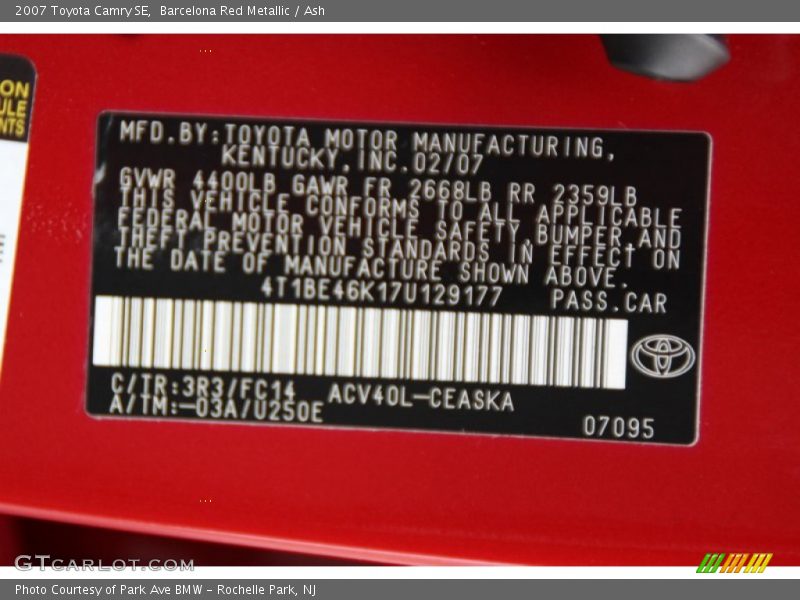 2007 Toyota Camry SE, Barcelona Red Metallic / Ash
ON
ULE
NTS
MFD.BY:TOYOTA MOTOR MANUFACTURING,
KENTUCKY,INC.02/07
GVWR 4400LB GAWR FR 2668LB RR 2359LB
THIS VEHICLE CONFORMS TO ALL APPLICABLE
FEDERAL MOTOR VEHICLE SAFETY,BUMPER,AND
THEFT PREVENTION STANDARDS IN EFFECT ON
THE DATE OF MANUFACTURE SHOWN ABOVE.
4T1BE46K17U129177 PASS.CAR
C/TR:3R3/FC14 ACV40L-CEASKA
A/TM:-03A/U250E
07095
GTcarlot.com
Photo Courtesy of Park Ave BMW - Rochelle Park, NJ